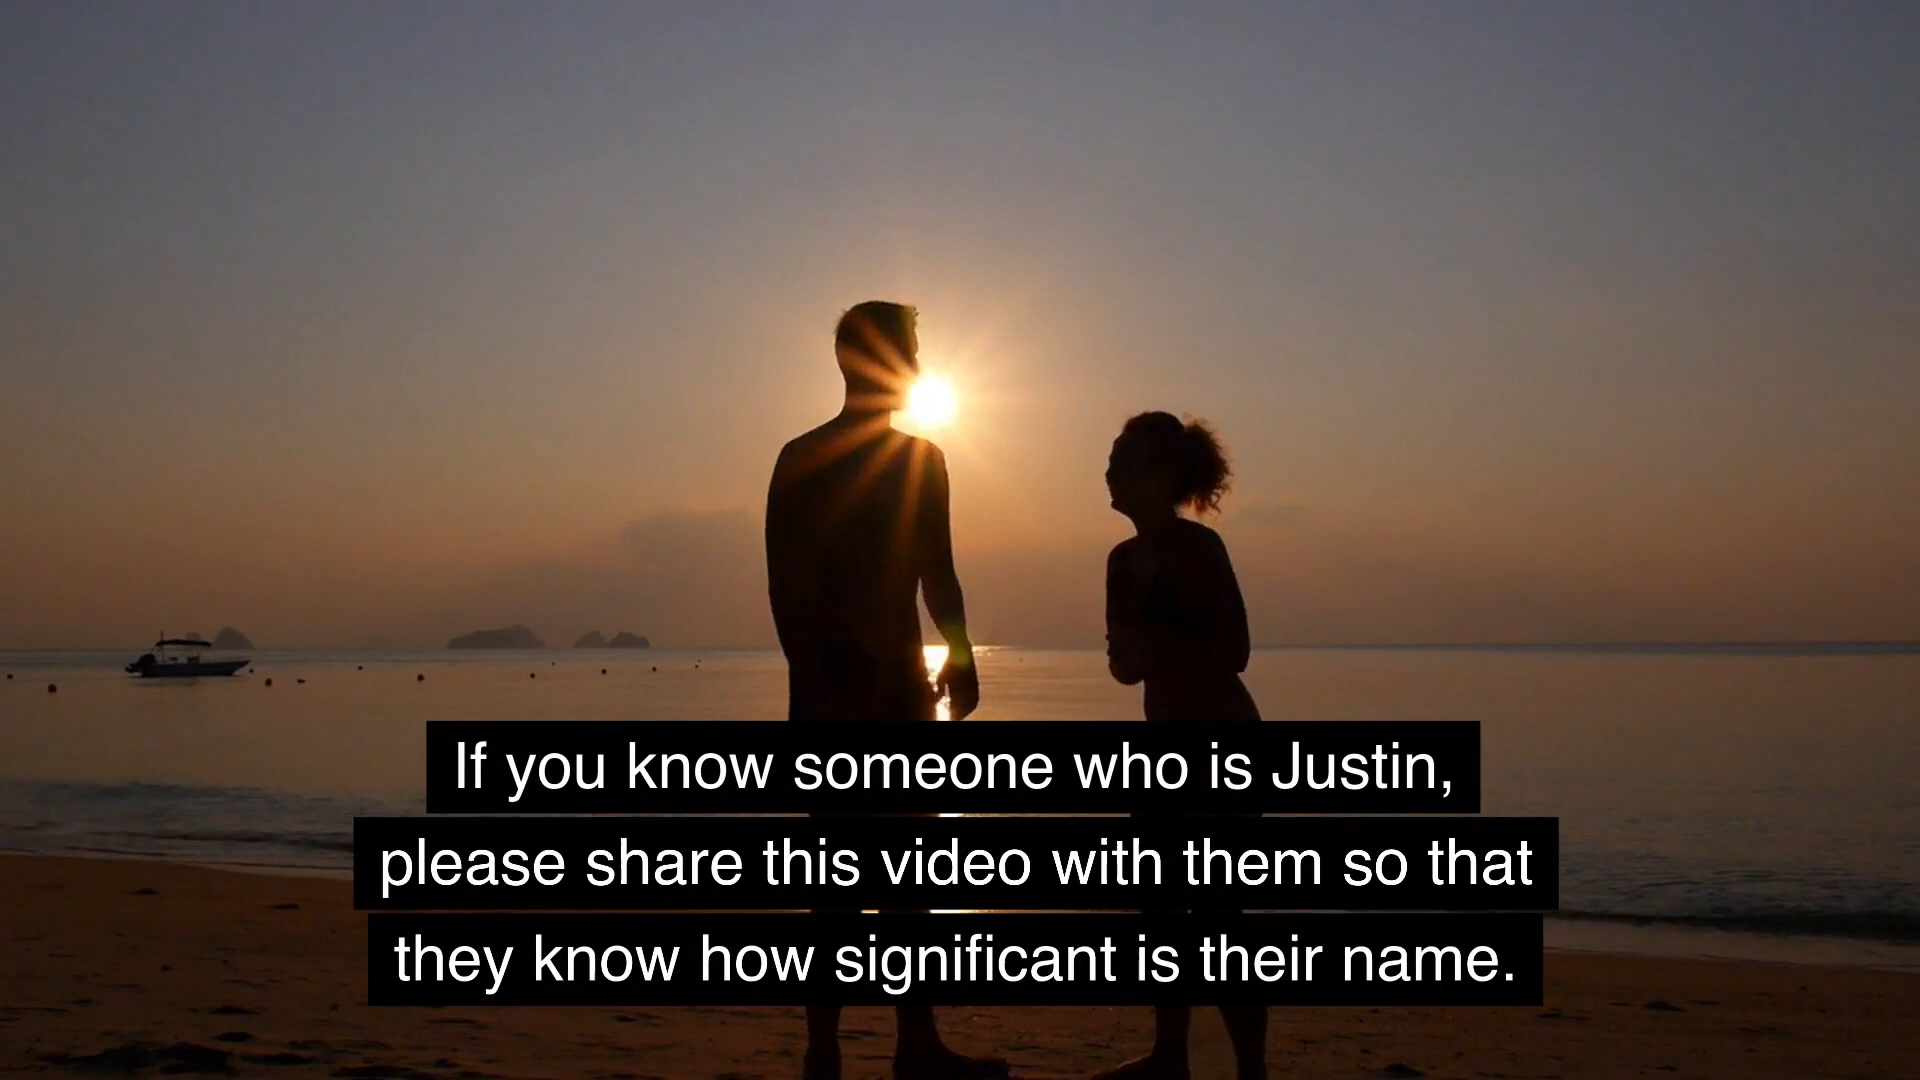 If you know someone who is Justin,
please share this video with them so that
they know how significant is their name.